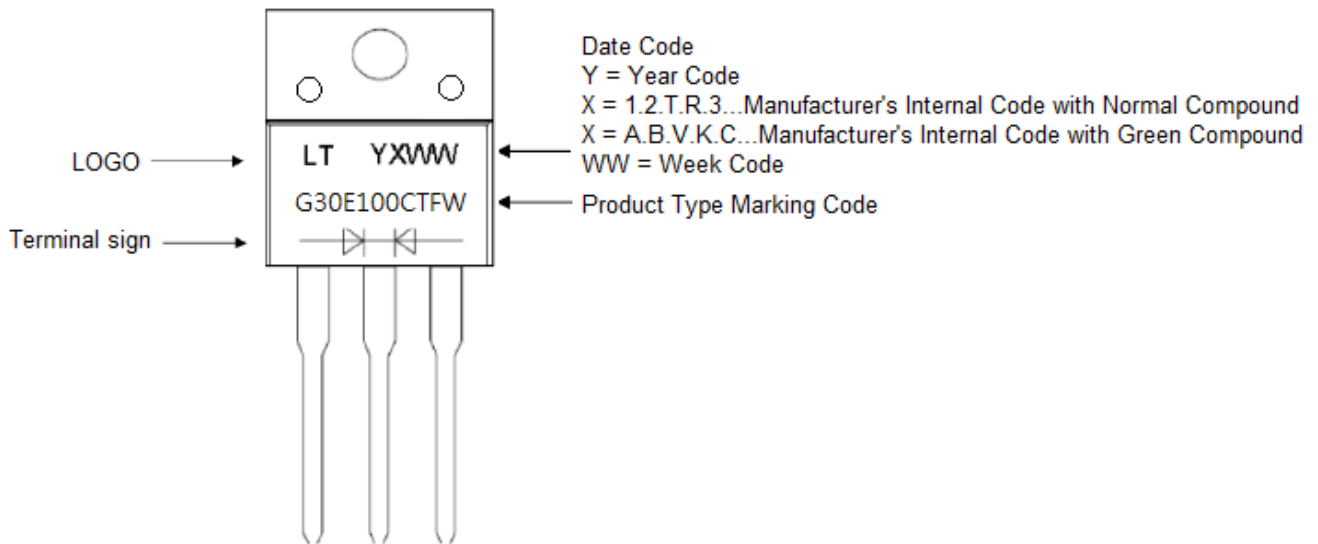 Date Code
Y = Year Code
X = 1.2.T.R.3...Manufacturer's Internal Code with Normal Compound
X = A.B.V.K.C...Manufacturer's Internal Code with Green Compound
WW = Week Code
LOGO
LT YXWW
G30E100CTFW
Product Type Marking Code
Terminal sign